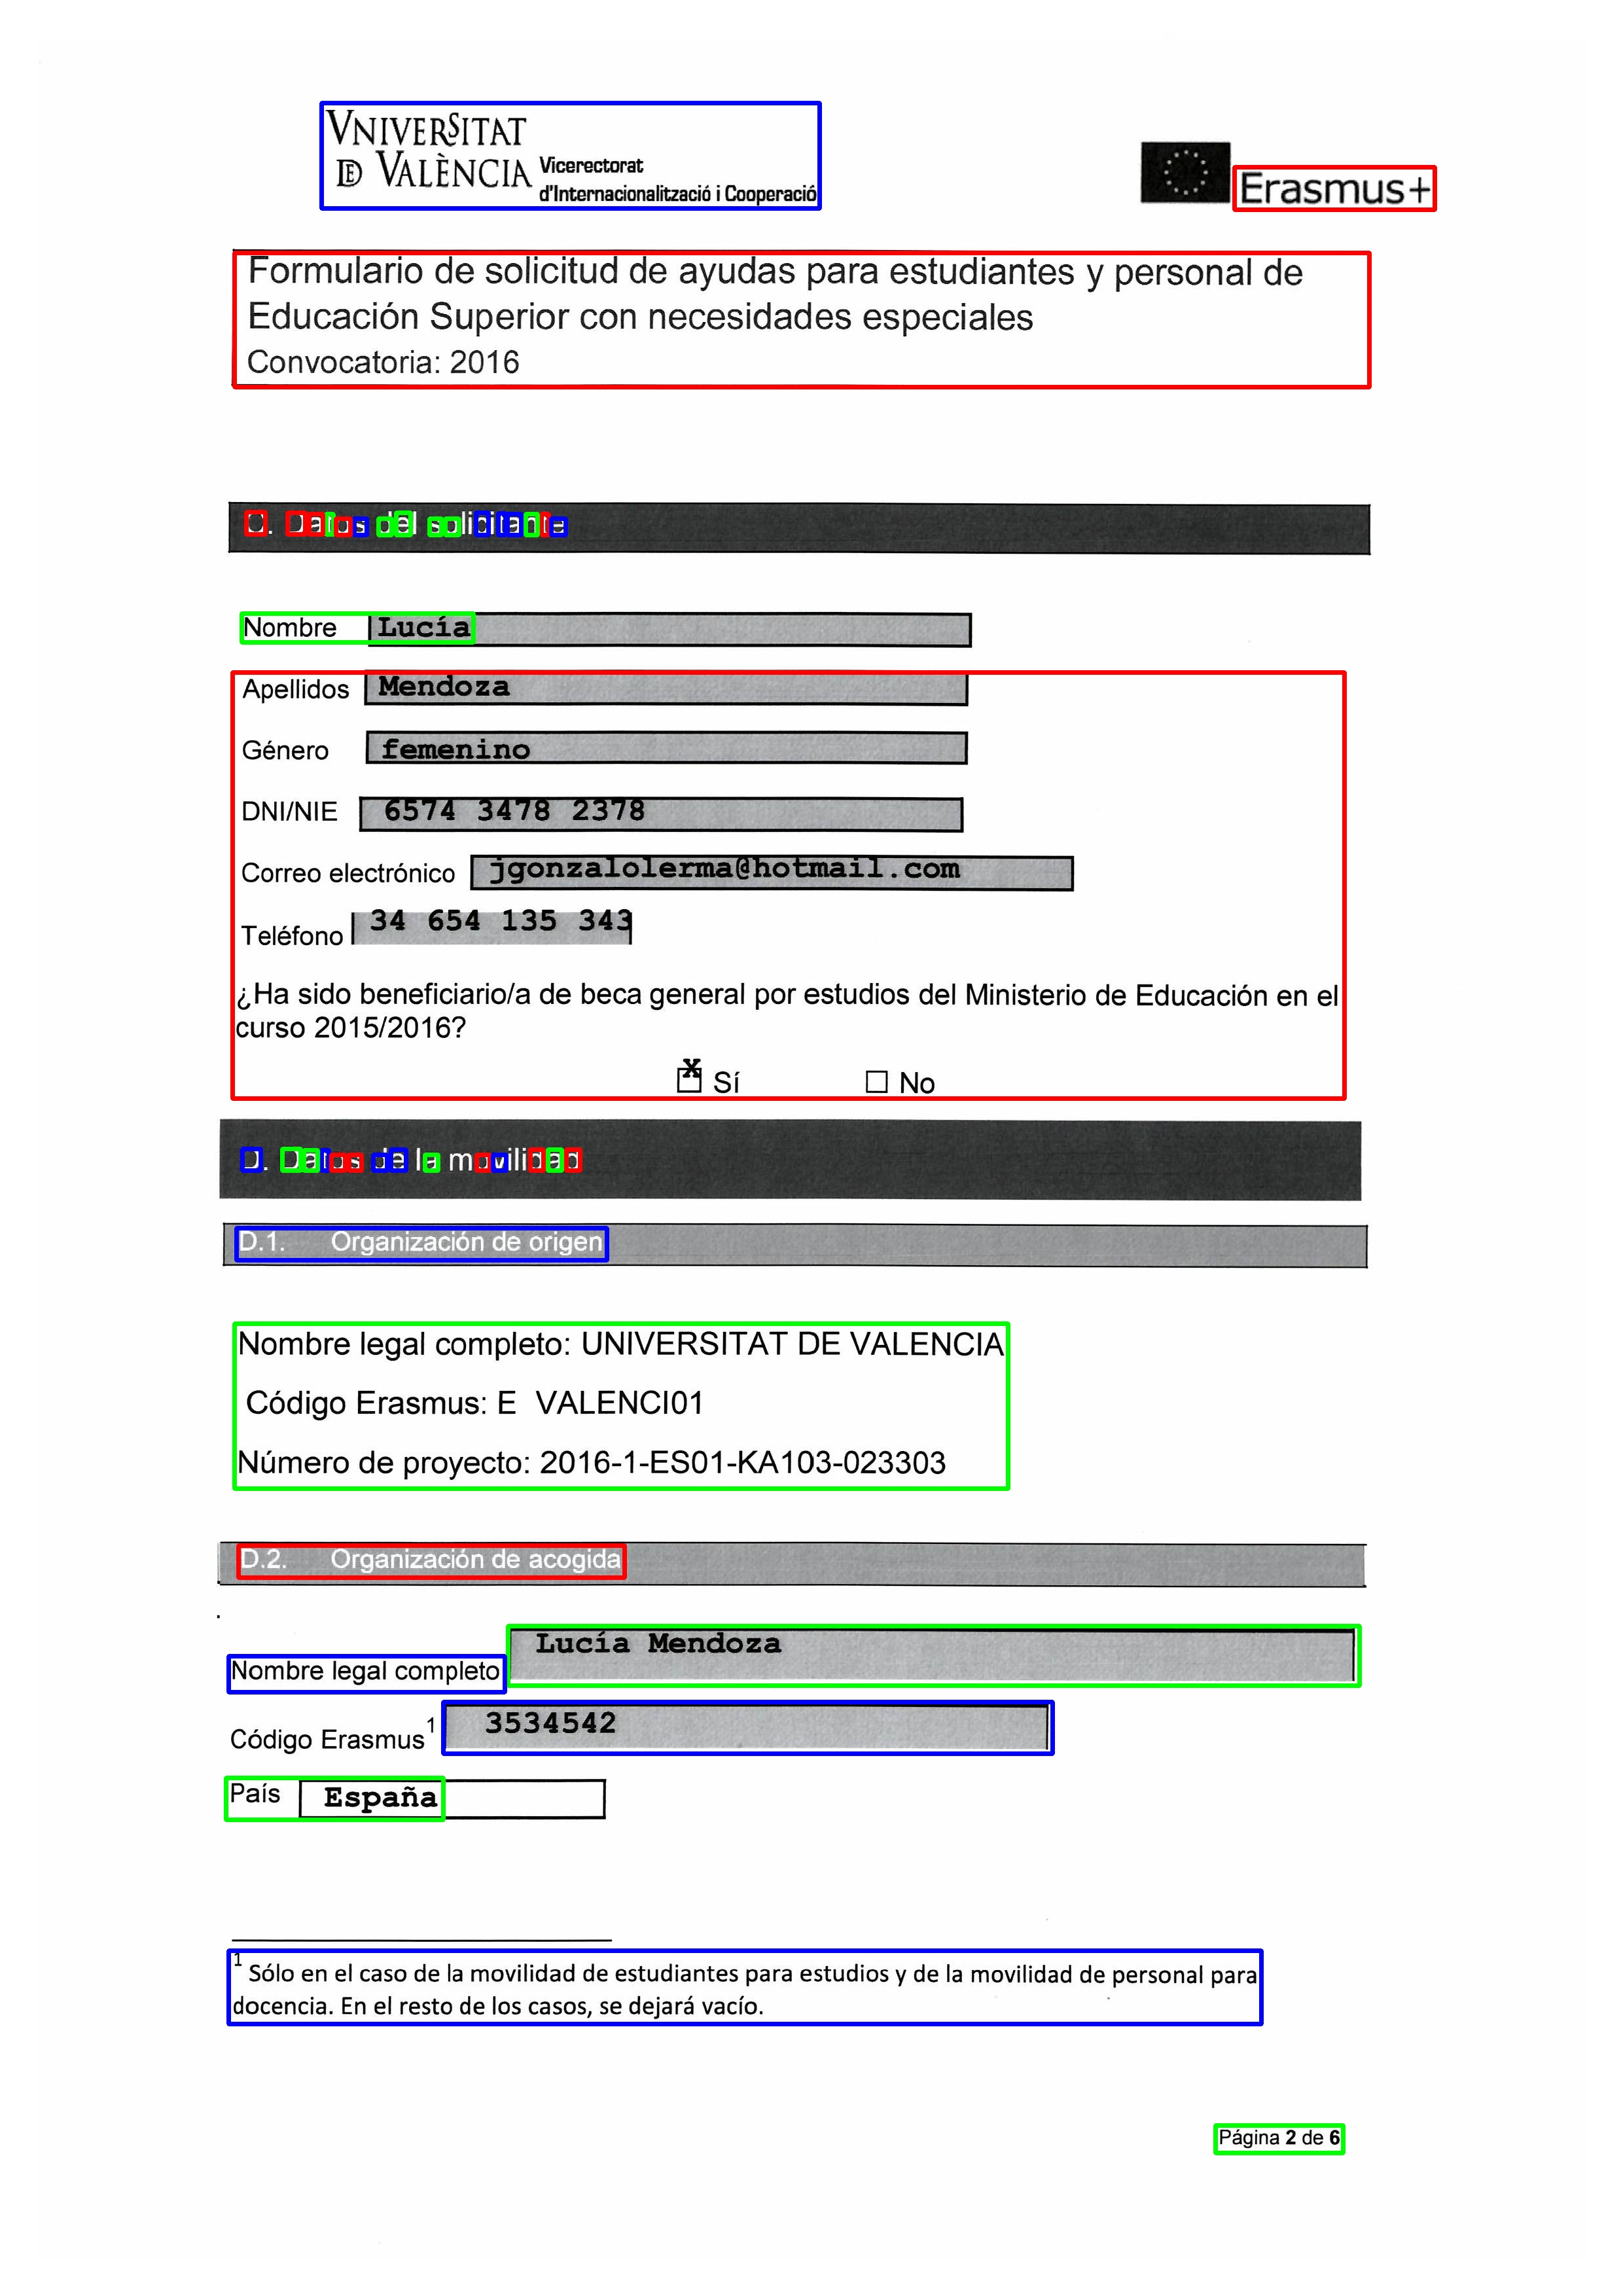 VNIVERSITAT
DE VALÈNCIA Vicerectorat
d'Internacionalització i Cooperació
Erasmus+
Formulario de solicitud de ayudas para estudiantes y personal de
Educación Superior con necesidades especiales
Convocatoria: 2016
C. Datos del solicitante
Nombre Lucía
Apellidos Mendoza
Género femenino
DNI/NIE 6574 3478 2378
Correo electrónico jgonzalolerma@hotmail.com
Teléfono 34 654 135 343
¿Ha sido beneficiario/a de beca general por estudios del Ministerio de Educación en el
curso 2015/2016?
X Sí No
D. Datos de la movilidad
D.1. Organización de origen
Nombre legal completo: UNIVERSITAT DE VALENCIA
Código Erasmus: E VALENCI01
Número de proyecto: 2016-1-ES01-KA103-023303
D.2. Organización de acogida
Nombre legal completo Lucía Mendoza
Código Erasmus1 3534542
País España
1 Sólo en el caso de la movilidad de estudiantes para estudios y de la movilidad de personal para
docencia. En el resto de los casos, se dejará vacío.
Página 2 de 6